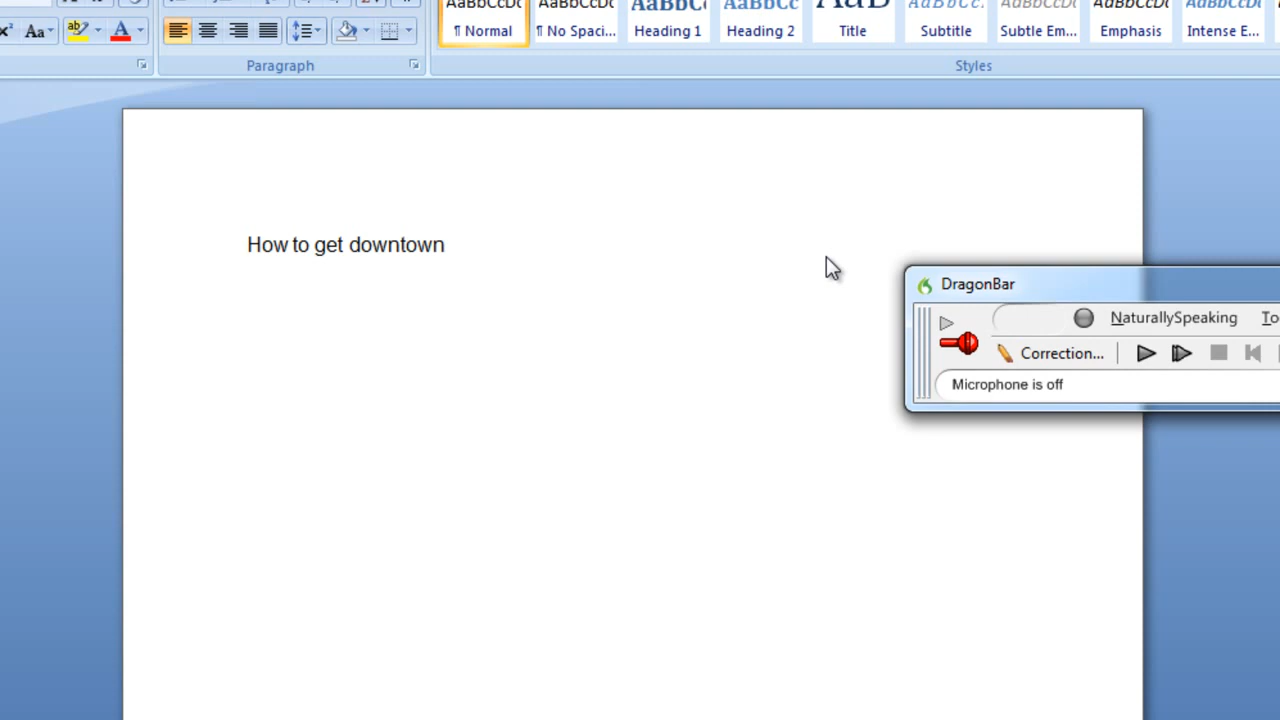 Aa
ab
A
Paragraph
AaBbCcDc
AaBbCcDc
AaBbC
AaBbCc
AaB
AaBbCc.
AaBbCcDc
AaBbCcDc
AaBbCcDc
¶ Normal
¶ No Spaci...
Heading 1
Heading 2
Title
Subtitle
Subtle Em...
Emphasis
Intense E...
Styles
How to get downtown
DragonBar
NaturallySpeaking
To
Correction...
Microphone is off